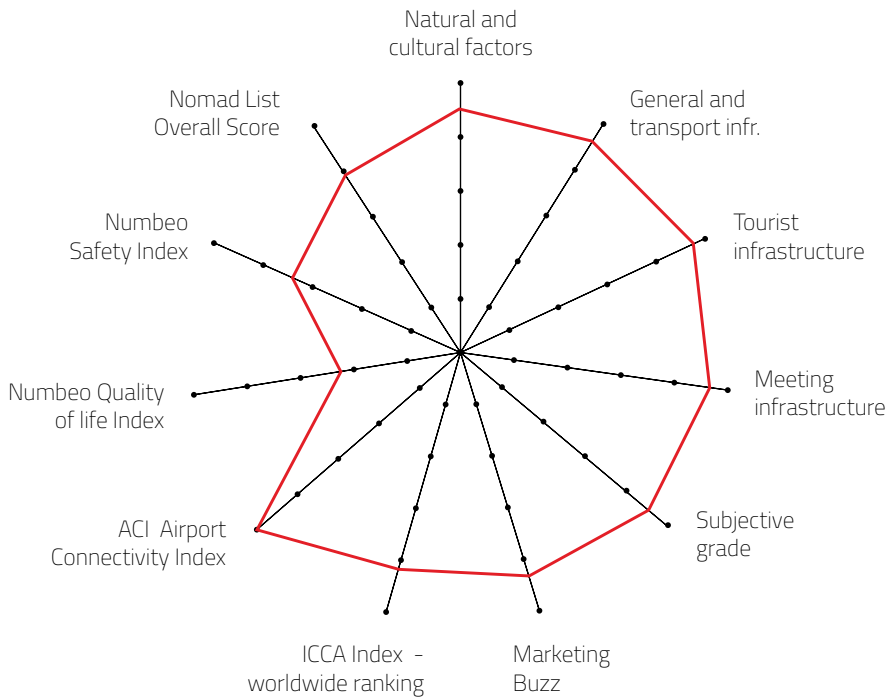 Natural and
cultural factors
General and
transport infr.
Tourist
infrastructure
Meeting
infrastructure
Subjective
grade
Marketing
Buzz
ICCA Index -
worldwide ranking
ACI Airport
Connectivity Index
Numbeo Quality
of life Index
Numbeo
Safety Index
Nomad List
Overall Score